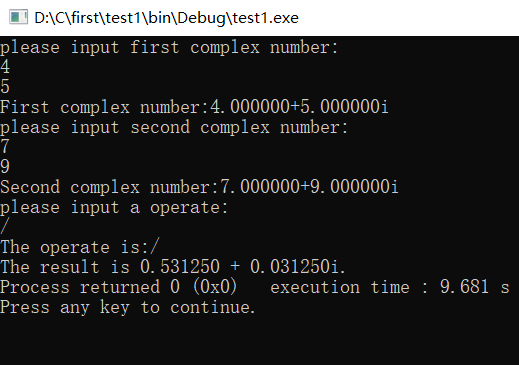 D:\C\first\test1\bin\Debug\test1.exe
please input first complex number:
4
5
First complex number:4.000000+5.000000i
please input second complex number:
7
9
Second complex number:7.000000+9.000000i
please input a operate:
/
The operate is:/
The result is 0.531250 + 0.031250i.
Process returned 0 (0x0)   execution time : 9.681 s
Press any key to continue.